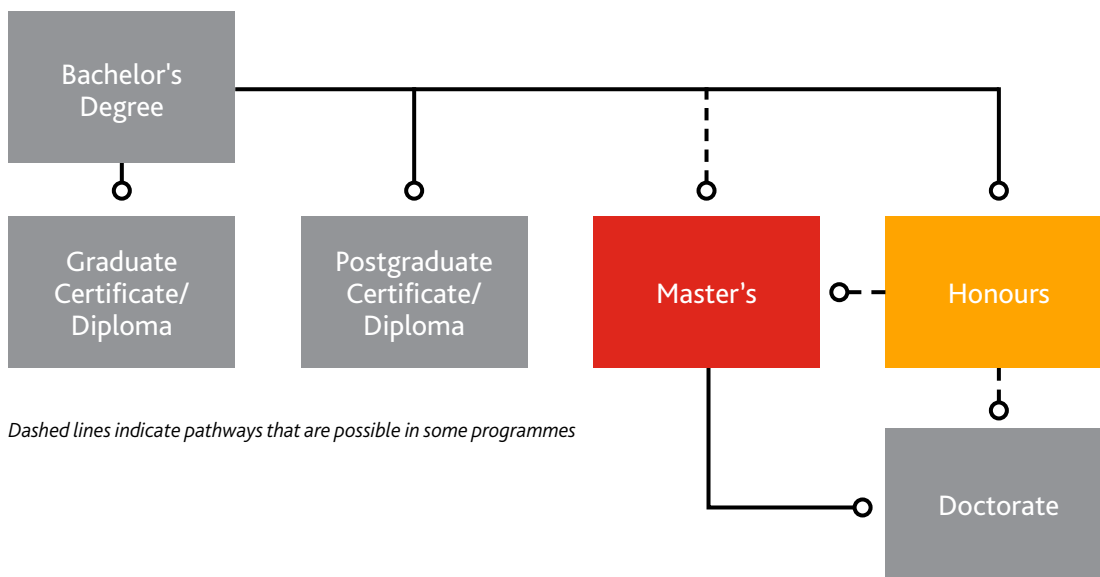 Bachelor's
Degree
Graduate
Certificate/
Diploma
Postgraduate
Certificate/
Diploma
Master’s
Honours
Dashed lines indicate pathways that are possible in some programmes
Doctorate